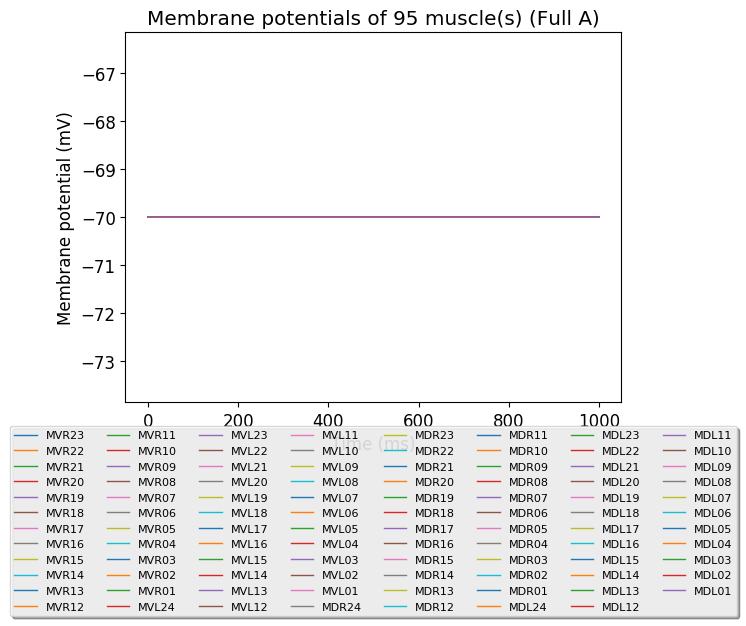 Membrane potentials of 95 muscle(s) (Full A)
Membrane potential (mV)
−67
−68
−69
−70
−71
−72
−73
0 200 400 600 800 1000
Time (ms)
MVR23 MVR11 MVL23 MVL11 MDR23 MDR11 MDL23 MDL11
MVR22 MVR10 MVL22 MVL10 MDR22 MDR10 MDL22 MDL10
MVR21 MVR09 MVL21 MVL09 MDR21 MDR09 MDL21 MDL09
MVR20 MVR08 MVL20 MVL08 MDR20 MDR08 MDL20 MDL08
MVR19 MVR07 MVL19 MVL07 MDR19 MDR07 MDL19 MDL07
MVR18 MVR06 MVL18 MVL06 MDR18 MDR06 MDL18 MDL06
MVR17 MVR05 MVL17 MVL05 MDR17 MDR05 MDL17 MDL05
MVR16 MVR04 MVL16 MVL04 MDR16 MDR04 MDL16 MDL04
MVR15 MVR03 MVL15 MVL03 MDR15 MDR03 MDL15 MDL03
MVR14 MVR02 MVL14 MVL02 MDR14 MDR02 MDL14 MDL02
MVR13 MVR01 MVL13 MVL01 MDR13 MDR01 MDL13 MDL01
MVR12 MVL24 MVL12 MDR24 MDR12 MDL24 MDL12